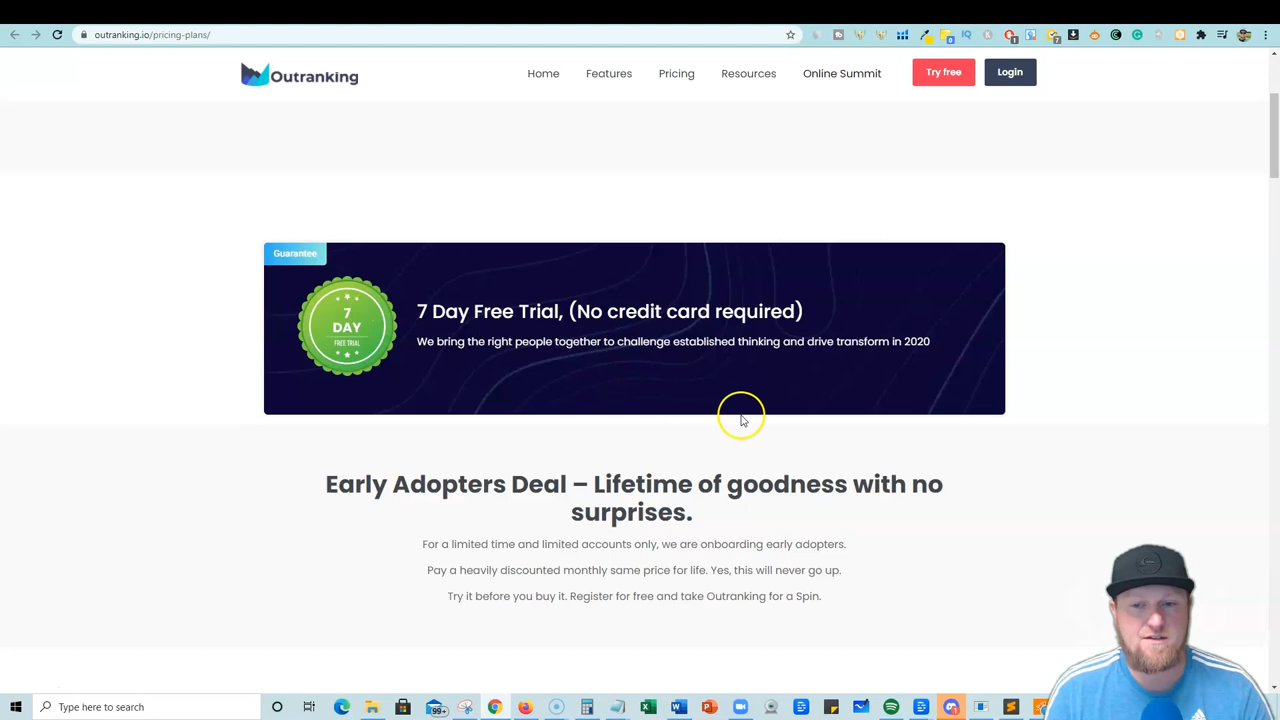 outranking.io/pricing-plans/
Outranking
Home
Features
Pricing
Resources
Online Summit
Try free
Login
Guarantee
7
DAY
FREE TRIAL
7 Day Free Trial, (No credit card required)
We bring the right people together to challenge established thinking and drive transform in 2020
Early Adopters Deal – Lifetime of goodness with no
surprises.
For a limited time and limited accounts only, we are onboarding early adopters.
Pay a heavily discounted monthly same price for life. Yes, this will never go up.
Try it before you buy it. Register for free and take Outranking for a Spin.
Type here to search
99+